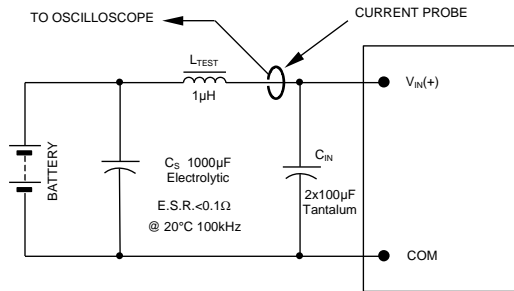 TO OSCILLOSCOPE
CURRENT PROBE
LTEST
1μH
VIN(+)
BATTERY
CS 1000μF
Electrolytic
E.S.R.<0.1Ω
@ 20°C 100kHz
CIN
2x100μF
Tantalum
COM